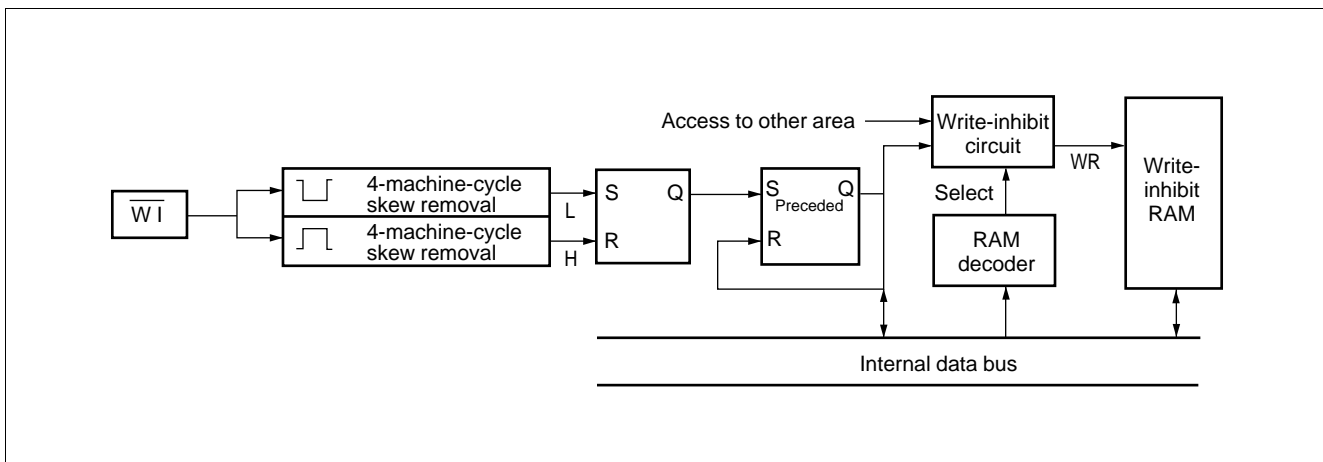 Access to other area
Write-inhibit
circuit
WR
Write-
inhibit
RAM
W I
4-machine-cycle
skew removal
L
4-machine-cycle
skew removal
H
S
Q
R
S
Q
Preceded
R
Select
RAM
decoder
Internal data bus